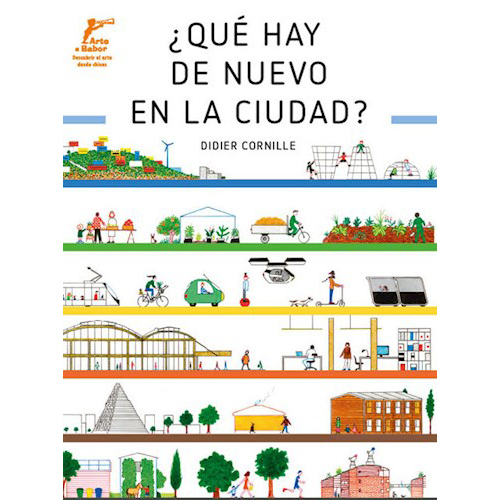 Arte
a Babor
Descubrir el arte
desde chicos
¿QUÉ HAY
DE NUEVO
EN LA CIUDAD?
DIDIER CORNILLE